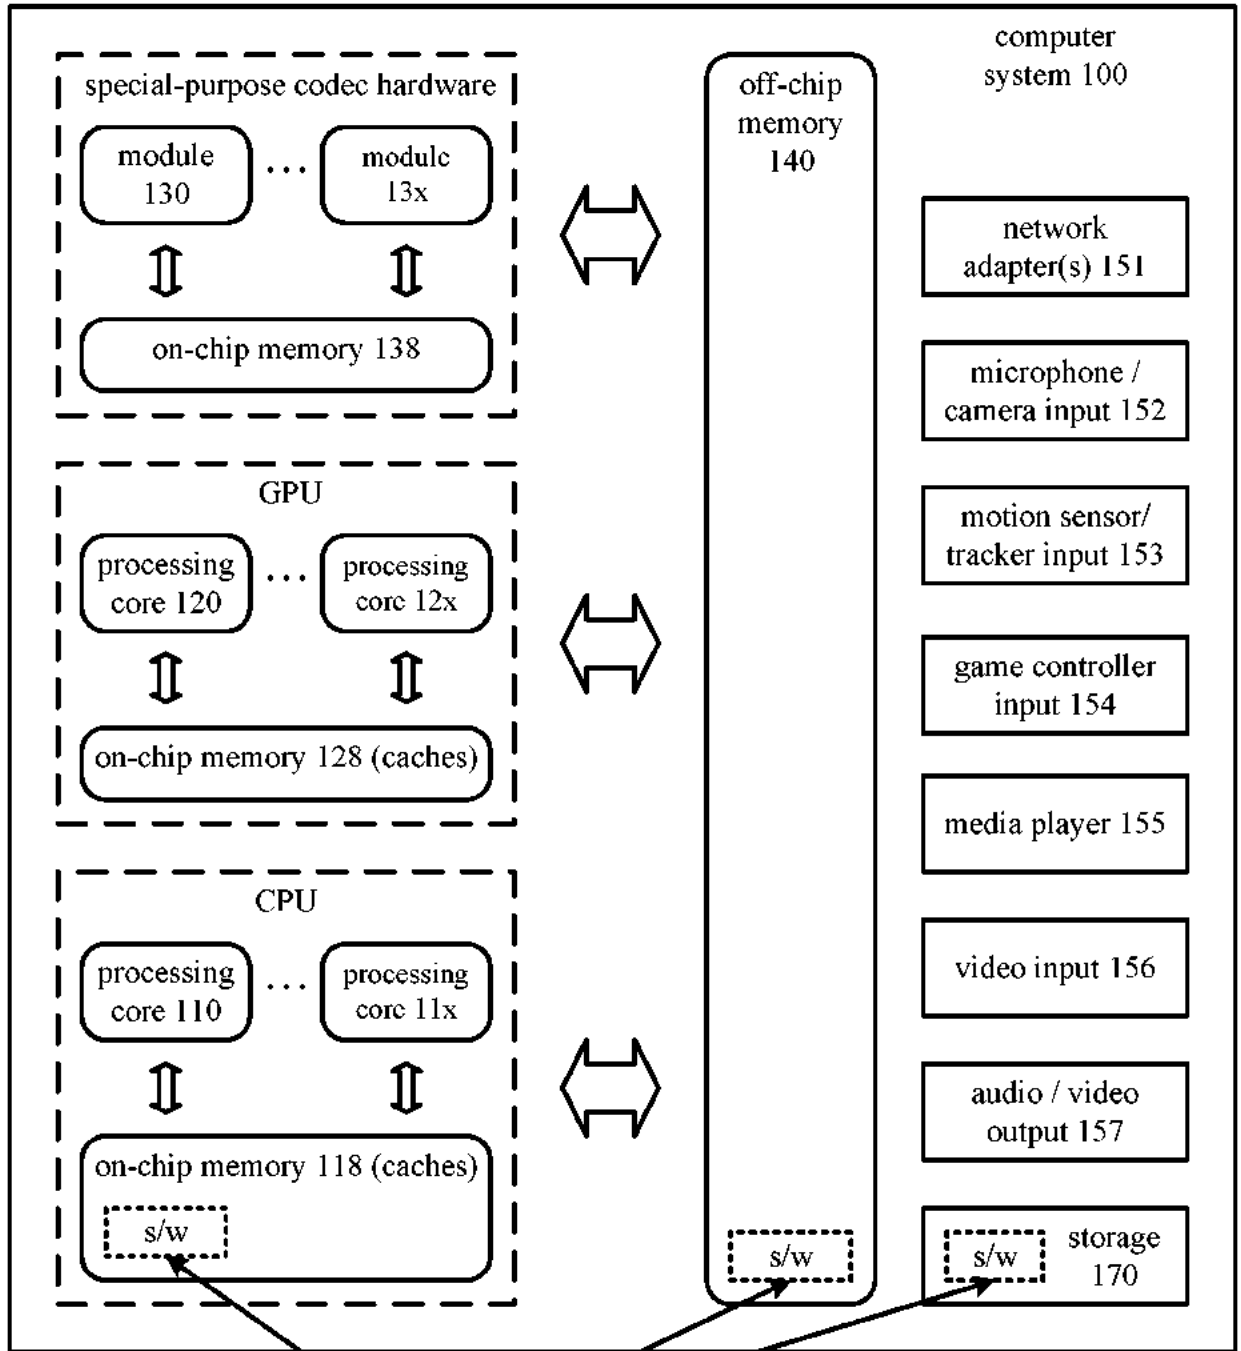 computer
system 100
special-purpose codec hardware
module
130
...
module
13x
on-chip memory 138
GPU
processing
core 120
...
processing
core 12x
on-chip memory 128 (caches)
CPU
processing
core 110
...
processing
core 11x
on-chip memory 118 (caches)
s/w
off-chip
memory
140
s/w
network
adapter(s) 151
microphone /
camera input 152
motion sensor/
tracker input 153
game controller
input 154
media player 155
video input 156
audio / video
output 157
s/w
storage
170